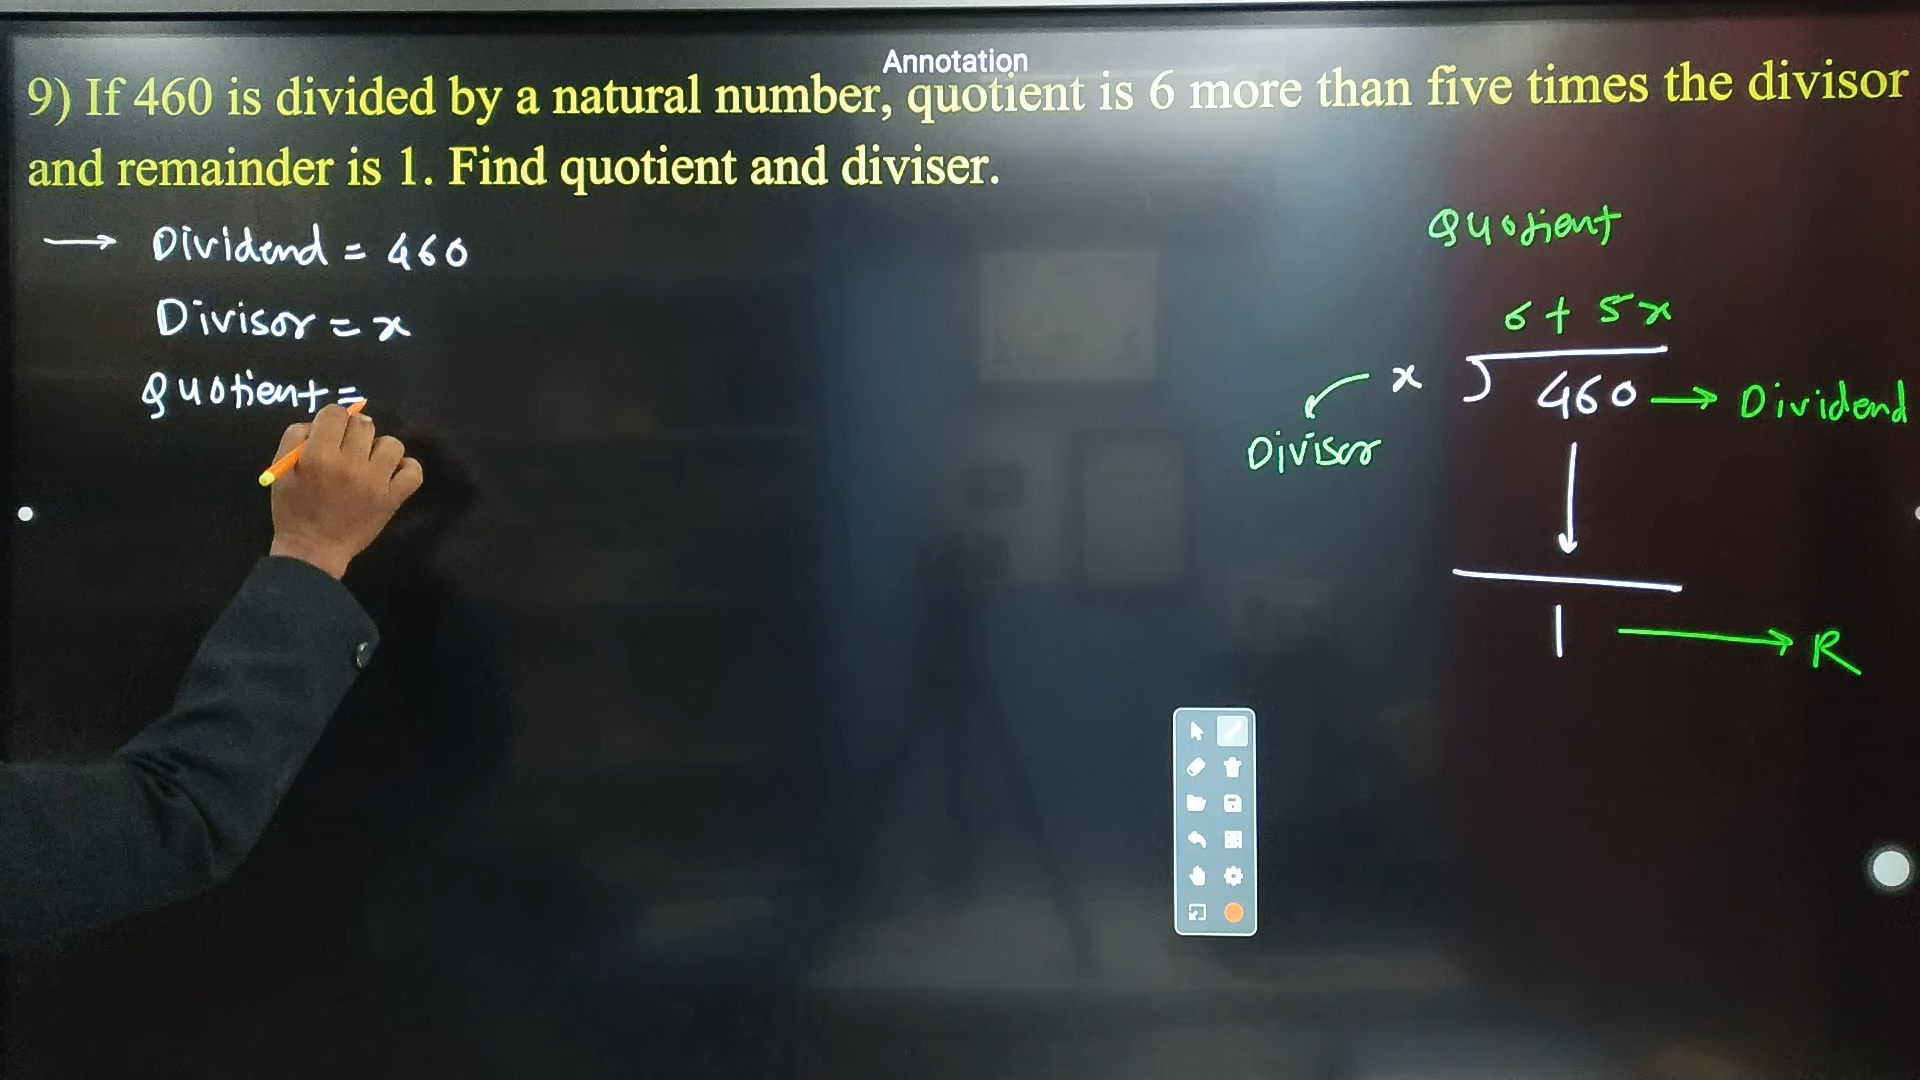 Annotation
9) If 460 is divided by a natural number, quotient is 6 more than five times the divisor
and remainder is 1. Find quotient and diviser.
→ Dividend = 460
Divisor = x
Quotient =
Quotient
6 + 5x
x ) 460 → Dividend
Divisor
1 → R